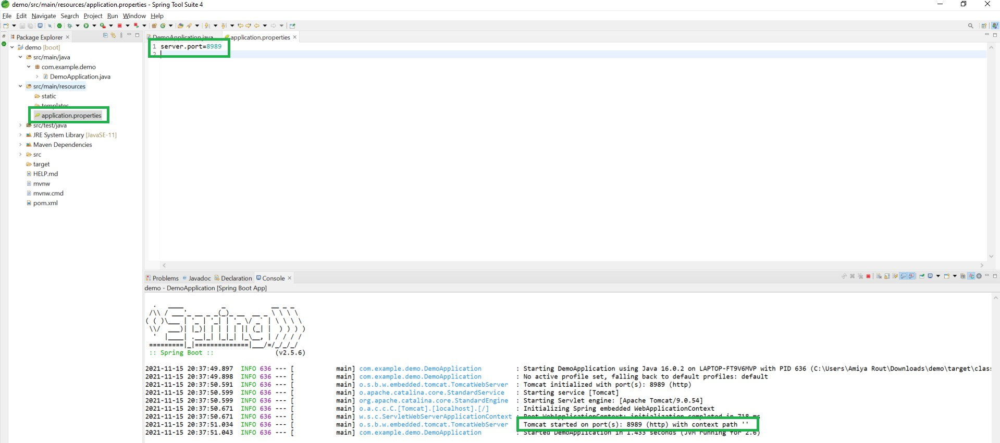 demo/src/main/resources/application.properties - Spring Tool Suite 4
File Edit Navigate Search Project Run Window Help
Package Explorer
DemoApplication.java application.properties
demo [boot]
1 server.port=8989
2
src/main/java
com.example.demo
DemoApplication.java
src/main/resources
static
templates
application.properties
src/test/java
JRE System Library [JavaSE-11]
Maven Dependencies
src
target
HELP.md
mvnw
mvnw.cmd
pom.xml
Problems Javadoc Declaration Console
demo - DemoApplication [Spring Boot App]
Spring
:: Spring Boot :: (v2.5.6)
2021-11-15 20:37:49.897 INFO 636 --- [ main] com.example.demo.DemoApplication : Starting DemoApplication using Java 16.0.2 on LAPTOP-FT9V6MVP with PID 636 (C:\Users\Amiya Rout\Downloads\demo\target\clas
2021-11-15 20:37:49.898 INFO 636 --- [ main] com.example.demo.DemoApplication : No active profile set, falling back to default profiles: default
2021-11-15 20:37:50.591 INFO 636 --- [ main] o.s.b.w.embedded.tomcat.TomcatWebServer : Tomcat initialized with port(s): 8989 (http)
2021-11-15 20:37:50.599 INFO 636 --- [ main] o.apache.catalina.core.StandardService : Starting service [Tomcat]
2021-11-15 20:37:50.599 INFO 636 --- [ main] org.apache.catalina.core.StandardEngine : Starting Servlet engine: [Apache Tomcat/9.0.54]
2021-11-15 20:37:50.671 INFO 636 --- [ main] o.a.c.c.C.[Tomcat].[localhost].[/] : Initializing Spring embedded WebApplicationContext
2021-11-15 20:37:50.671 INFO 636 --- [ main] w.s.c.ServletWebServerApplicationContext : Root WebApplicationContext: initialization completed in 718 ms
2021-11-15 20:37:51.034 INFO 636 --- [ main] o.s.b.w.embedded.tomcat.TomcatWebServer : Tomcat started on port(s): 8989 (http) with context path ''
2021-11-15 20:37:51.043 INFO 636 --- [ main] com.example.demo.DemoApplication : Started DemoApplication in 1.433 seconds (JVM running for 2.6)